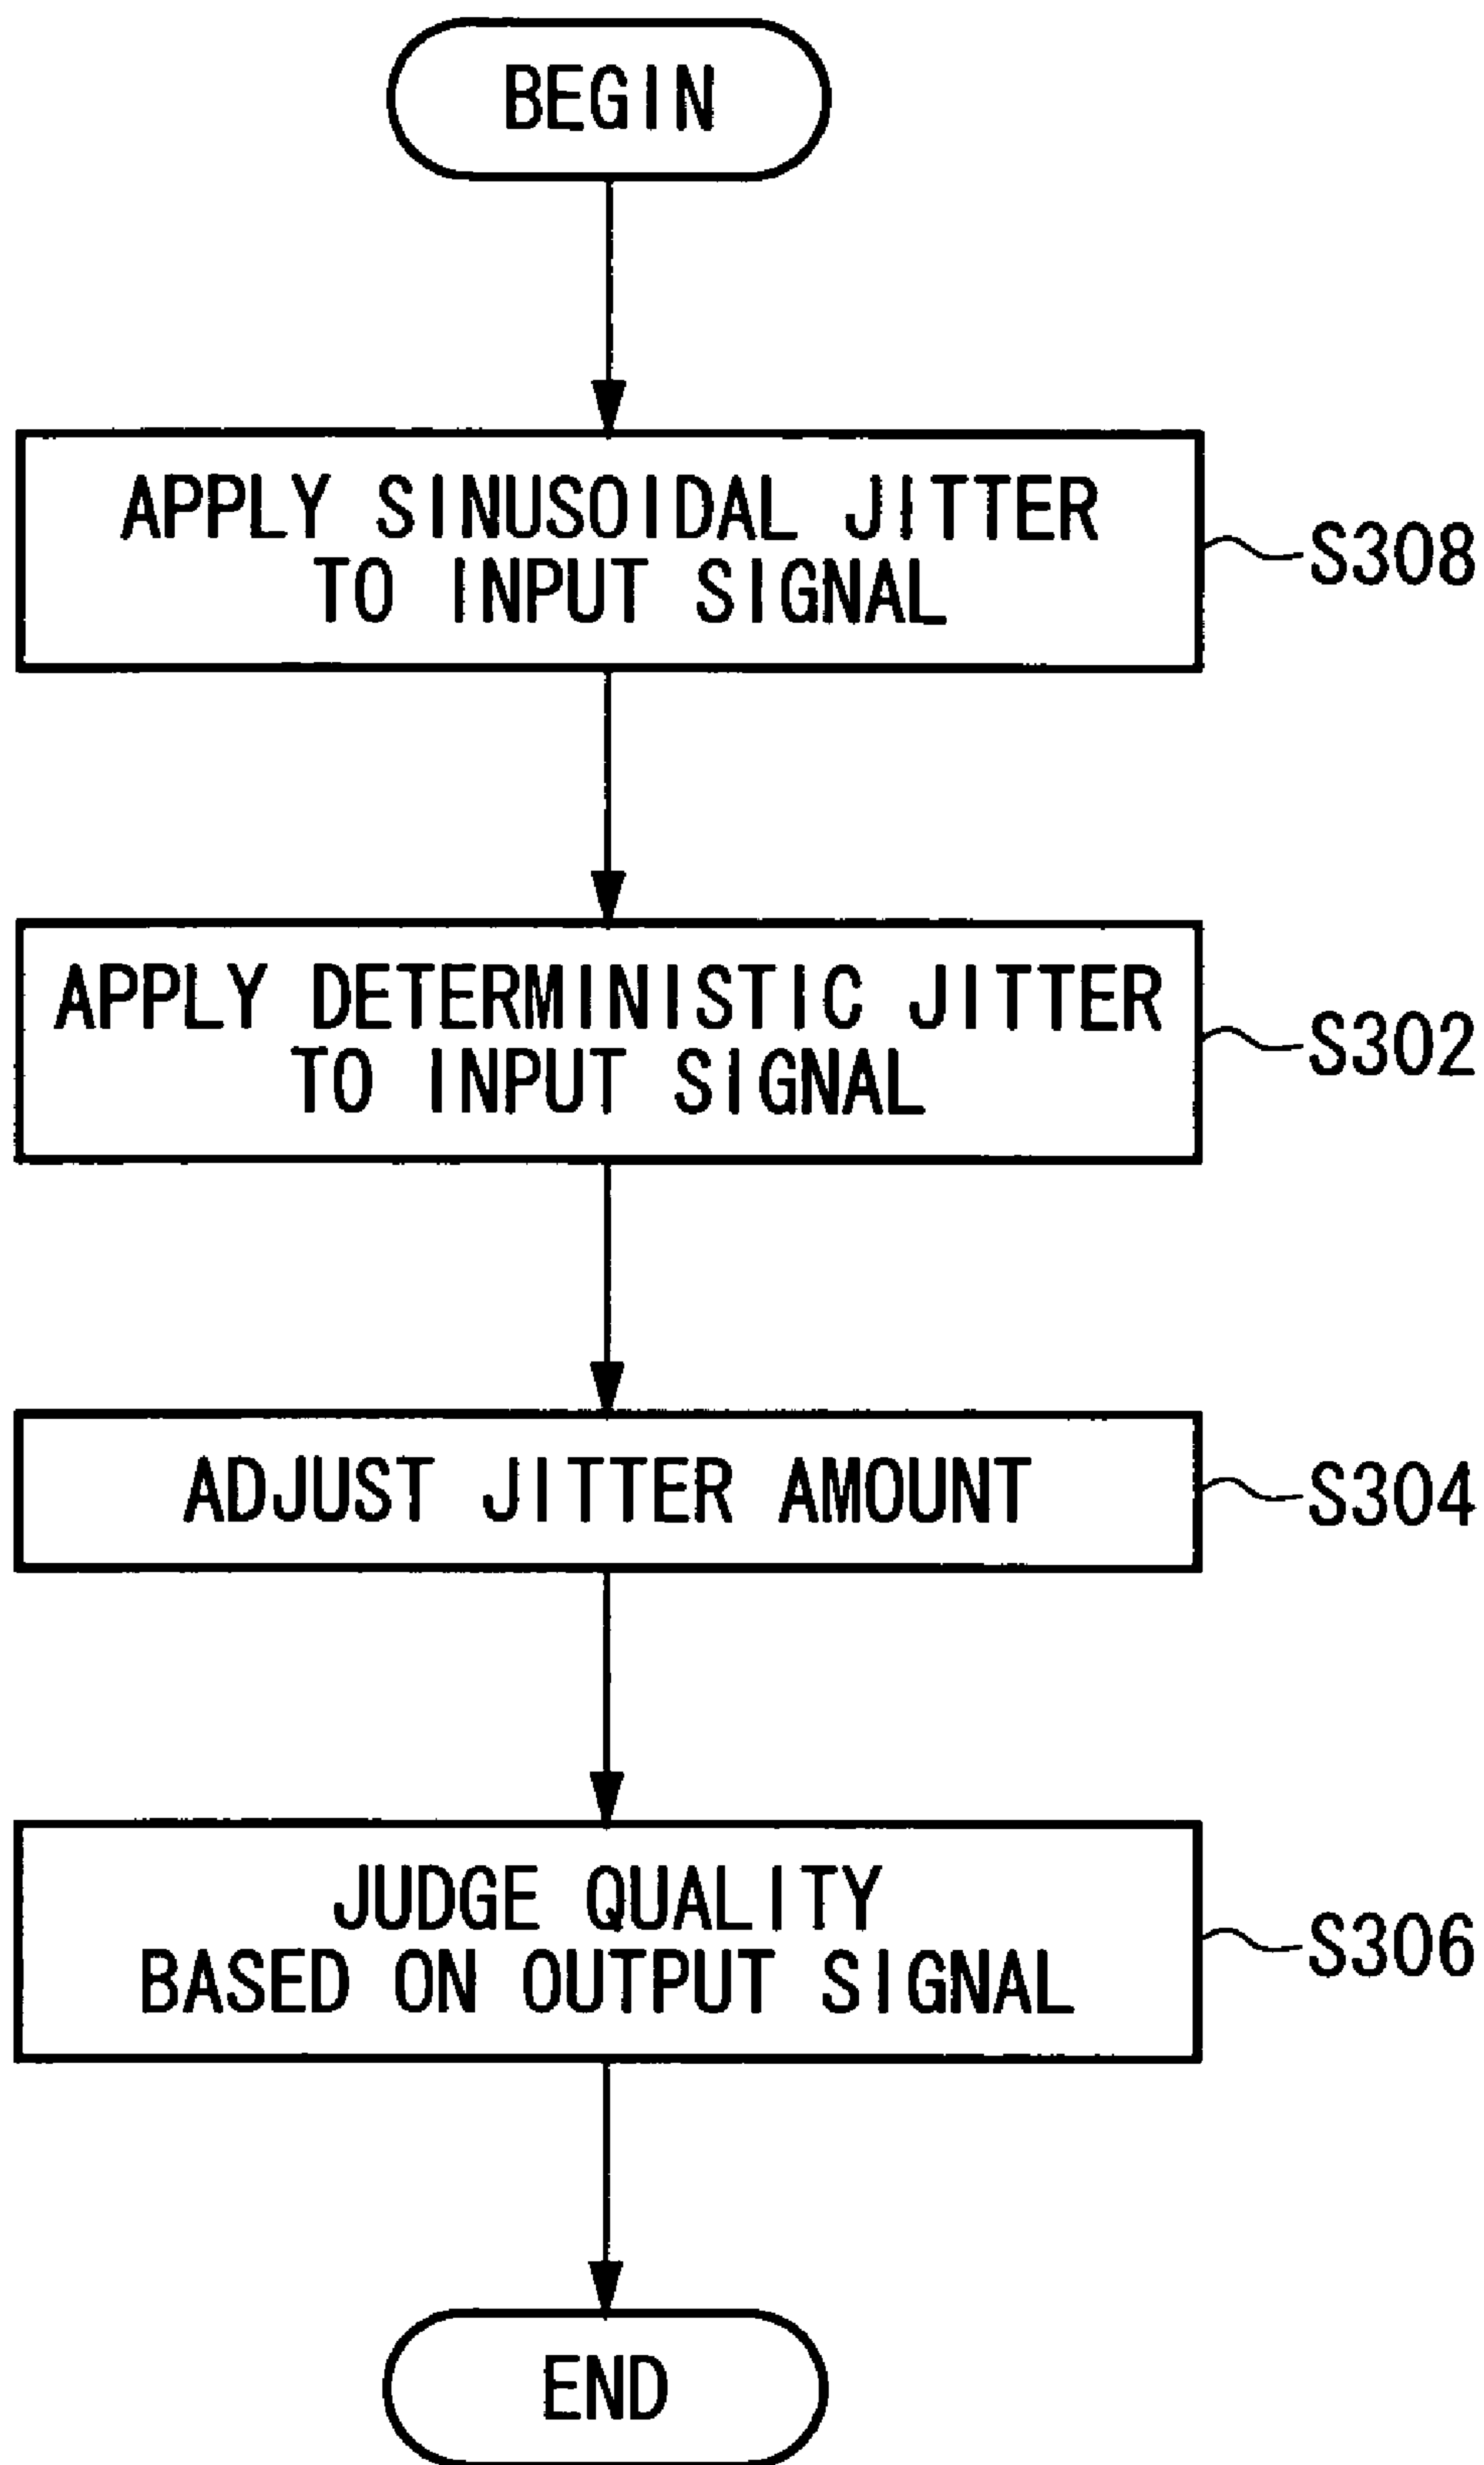 BEGIN
APPLY SINUSOIDAL JITTER
TO INPUT SIGNAL
S308
APPLY DETERMINISTIC JITTER
TO INPUT SIGNAL
S302
ADJUST JITTER AMOUNT
S304
JUDGE QUALITY
BASED ON OUTPUT SIGNAL
S306
END